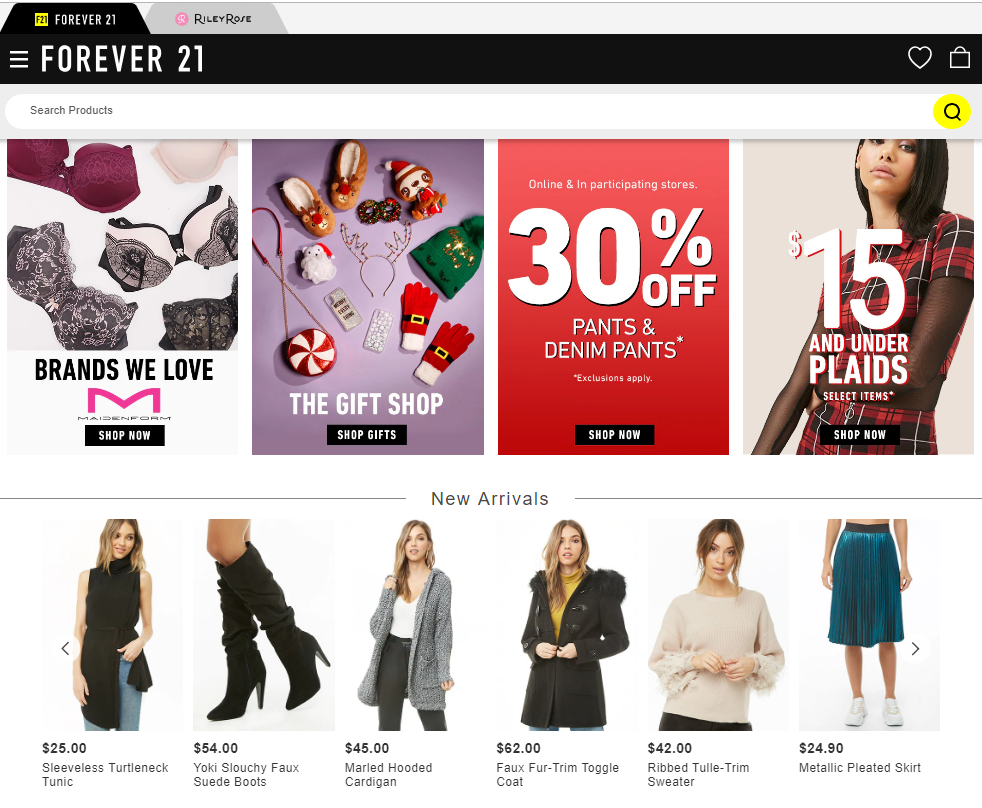 F21 FOREVER 21
RILEYROSE
FOREVER 21
Search Products
BRANDS WE LOVE
MAIDENFORM
SHOP NOW
THE GIFT SHOP
SHOP GIFTS
Online & In participating stores.
30% OFF
PANTS &
DENIM PANTS*
*Exclusions apply.
SHOP NOW
$15
AND UNDER
PLAIDS
SELECT ITEMS*
SHOP NOW
New Arrivals
$25.00
Sleeveless Turtleneck
Tunic
$54.00
Yoki Slouchy Faux
Suede Boots
$45.00
Marled Hooded
Cardigan
$62.00
Faux Fur-Trim Toggle
Coat
$42.00
Ribbed Tulle-Trim
Sweater
$24.90
Metallic Pleated Skirt